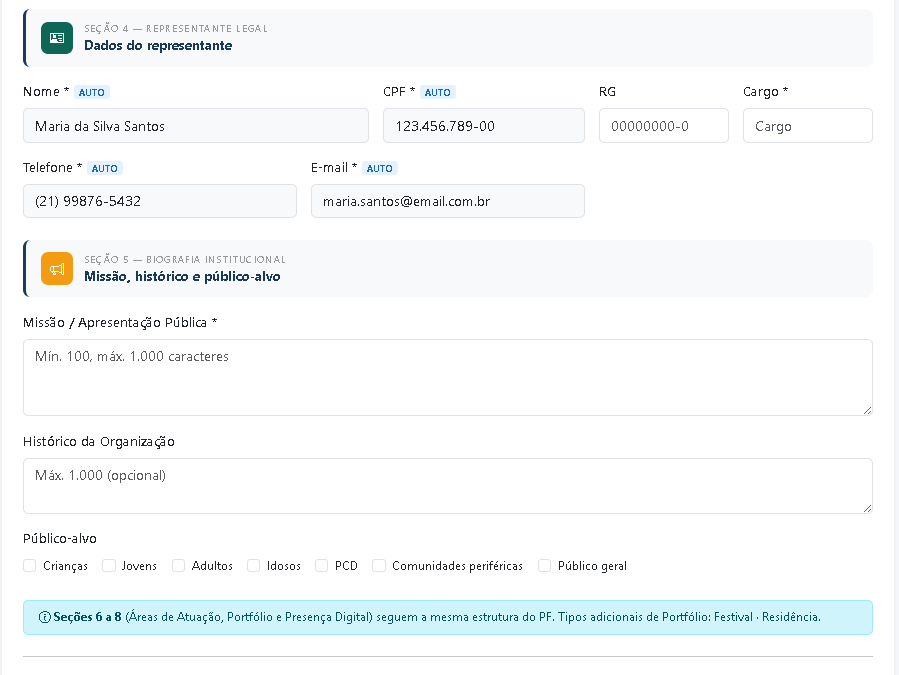 SEÇÃO 4 — REPRESENTANTE LEGAL
Dados do representante
Nome * AUTO CPF * AUTO RG Cargo *
Maria da Silva Santos 123.456.789-00 00000000-0 Cargo
Telefone * AUTO E-mail * AUTO
(21) 99876-5432 maria.santos@email.com.br
SEÇÃO 5 — BIOGRAFIA INSTITUCIONAL
Missão, histórico e público-alvo
Missão / Apresentação Pública *
Mín. 100, máx. 1.000 caracteres
Histórico da Organização
Máx. 1.000 (opcional)
Público-alvo
Crianças Jovens Adultos Idosos PCD Comunidades periféricas Público geral
Seções 6 a 8 (Áreas de Atuação, Portfólio e Presença Digital) seguem a mesma estrutura do PF. Tipos adicionais de Portfólio: Festival · Residência.